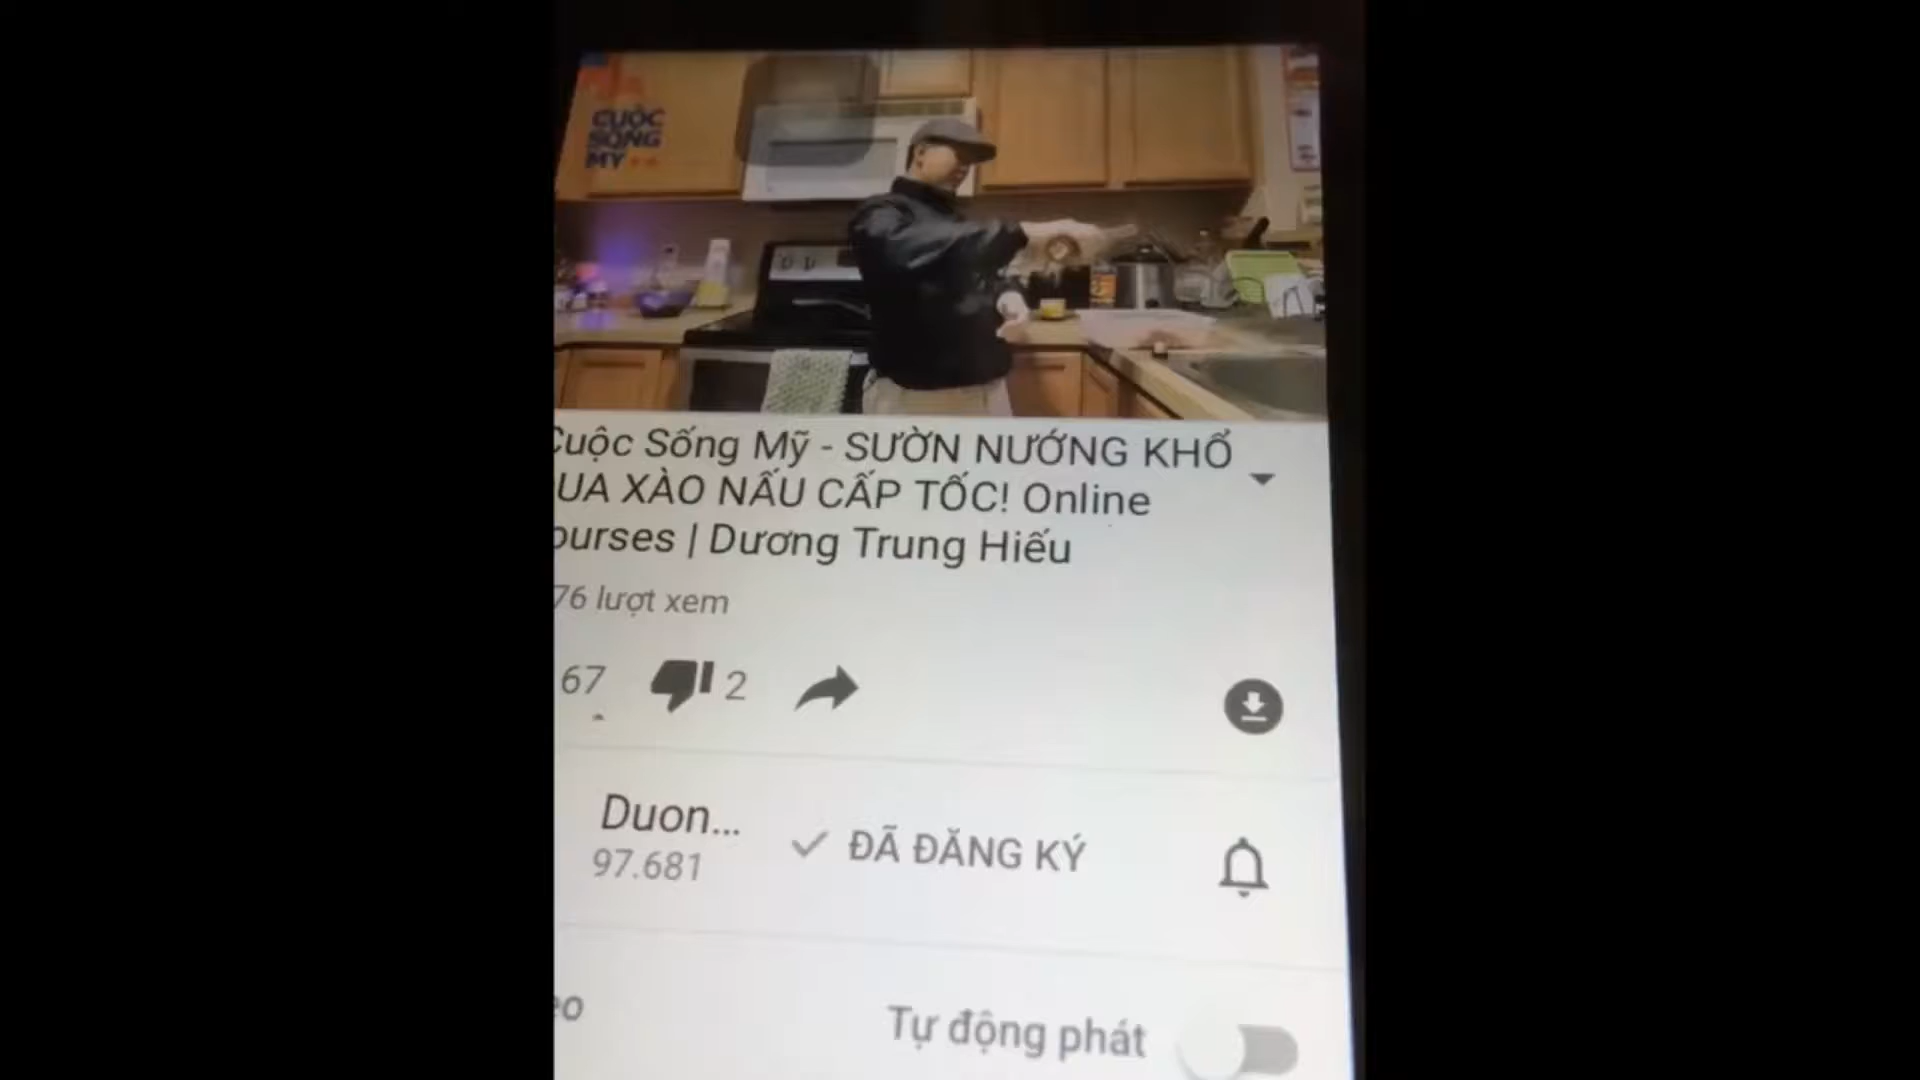 CUỘC
SỐNG
MỸ
Cuộc Sống Mỹ - SƯỜN NƯỚNG KHỔ
UA XÀO NẤU CẤP TỐC! Online
ourses | Dương Trung Hiếu
76 lượt xem
67
2
Duon...
97.681
ĐÃ ĐĂNG KÝ
eo
Tự động phát